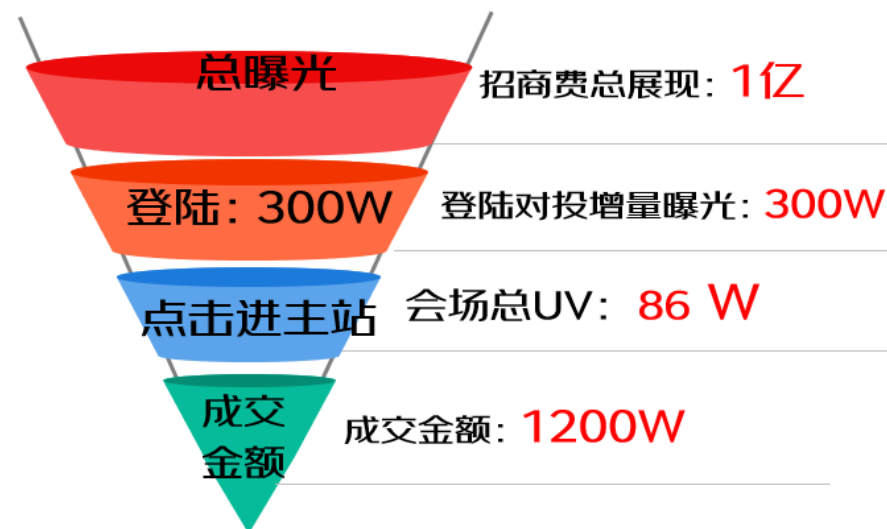 总曝光
招商费总展现：1亿
登陆：300W
登陆对投增量曝光：300W
点击进主站
会场总UV：86 W
成交
金额
成交金额：1200W